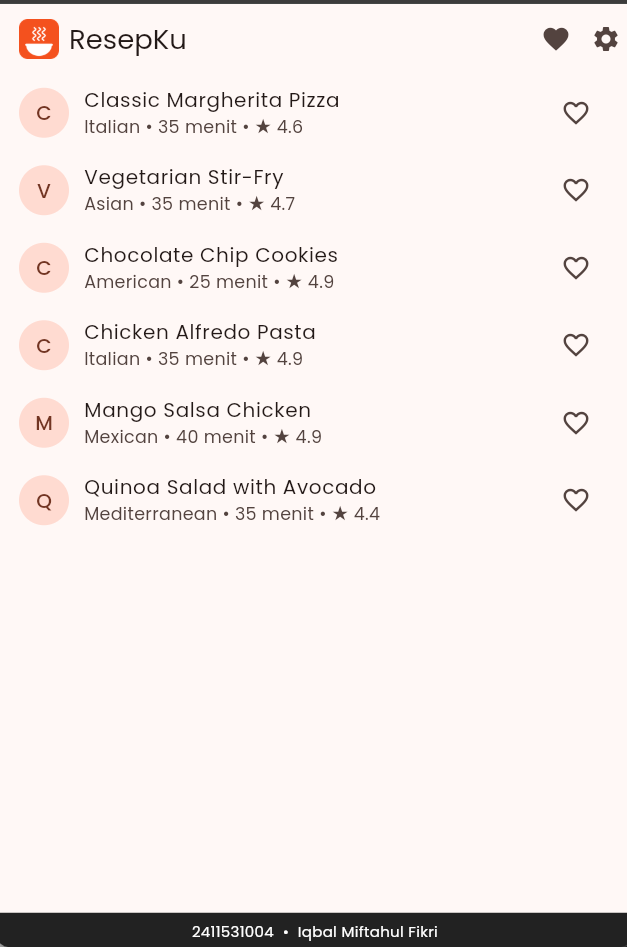 ResepKu
C
Classic Margherita Pizza
Italian • 35 menit • ★ 4.6
V
Vegetarian Stir-Fry
Asian • 35 menit • ★ 4.7
C
Chocolate Chip Cookies
American • 25 menit • ★ 4.9
C
Chicken Alfredo Pasta
Italian • 35 menit • ★ 4.9
M
Mango Salsa Chicken
Mexican • 40 menit • ★ 4.9
Q
Quinoa Salad with Avocado
Mediterranean • 35 menit • ★ 4.4
2411531004 • Iqbal Miftahul Fikri